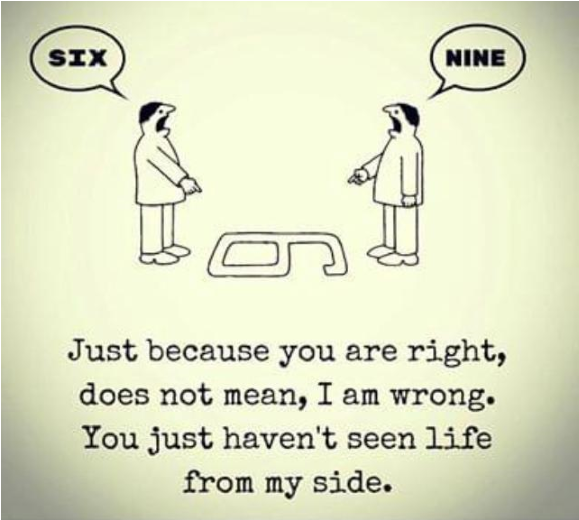 SIX
NINE
Just because you are right,
does not mean, I am wrong.
You just haven't seen life
from my side.